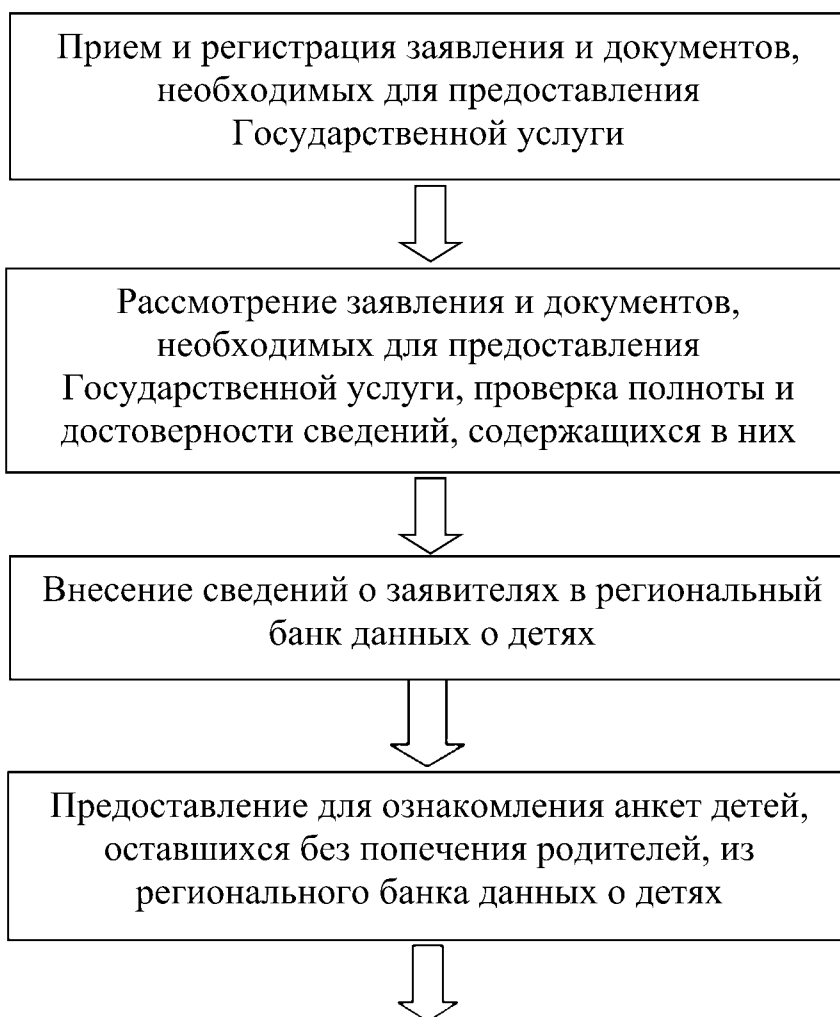 Прием и регистрация заявления и документов,
необходимых для предоставления
Государственной услуги
Рассмотрение заявления и документов,
необходимых для предоставления
Государственной услуги, проверка полноты и
достоверности сведений, содержащихся в них
Внесение сведений о заявителях в региональный
банк данных о детях
Предоставление для ознакомления анкет детей,
оставшихся без попечения родителей, из
регионального банка данных о детях